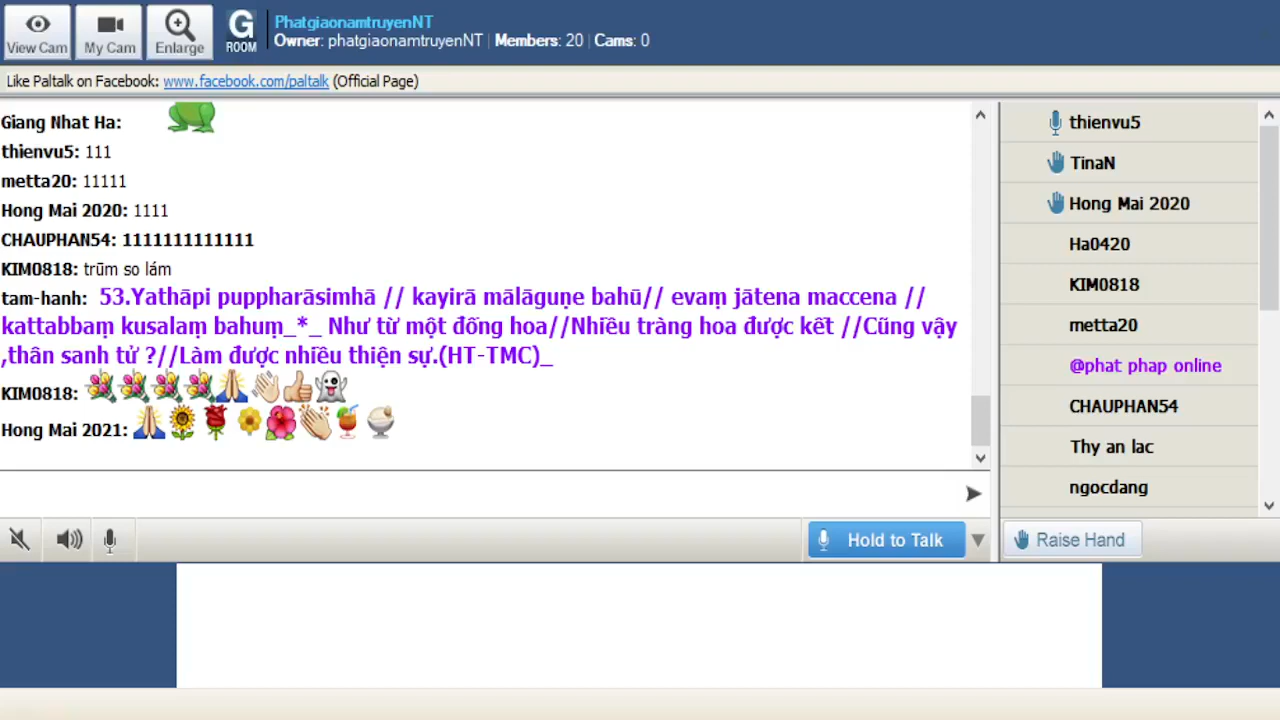 View Cam
My Cam
Enlarge
G
ROOM
PhatgiaonamtruyenNT
Owner: phatgiaonamtruyenNT | Members: 20 | Cams: 0
Like Paltalk on Facebook: www.facebook.com/paltalk (Official Page)
Giang Nhat Ha:
thienvu5: 111
metta20: 11111
Hong Mai 2020: 1111
CHAUPHAN54: 1111111111111
KIM0818: trūm so lám
tam-hanh: 53.Yathāpi puppharāsimhā // kayirā mālāguṇe bahū// evaṃ jātena maccena //
kattabbaṃ kusalaṃ bahuṃ_*_ Như từ một đống hoa//Nhiều tràng hoa được kết //Cũng vậy
,thân sanh tử ?//Làm được nhiều thiện sự.(HT-TMC)_
KIM0818:
Hong Mai 2021:
thienvu5
TinaN
Hong Mai 2020
Ha0420
KIM0818
metta20
@phat phap online
CHAUPHAN54
Thy an lac
ngocdang
Hold to Talk
Raise Hand